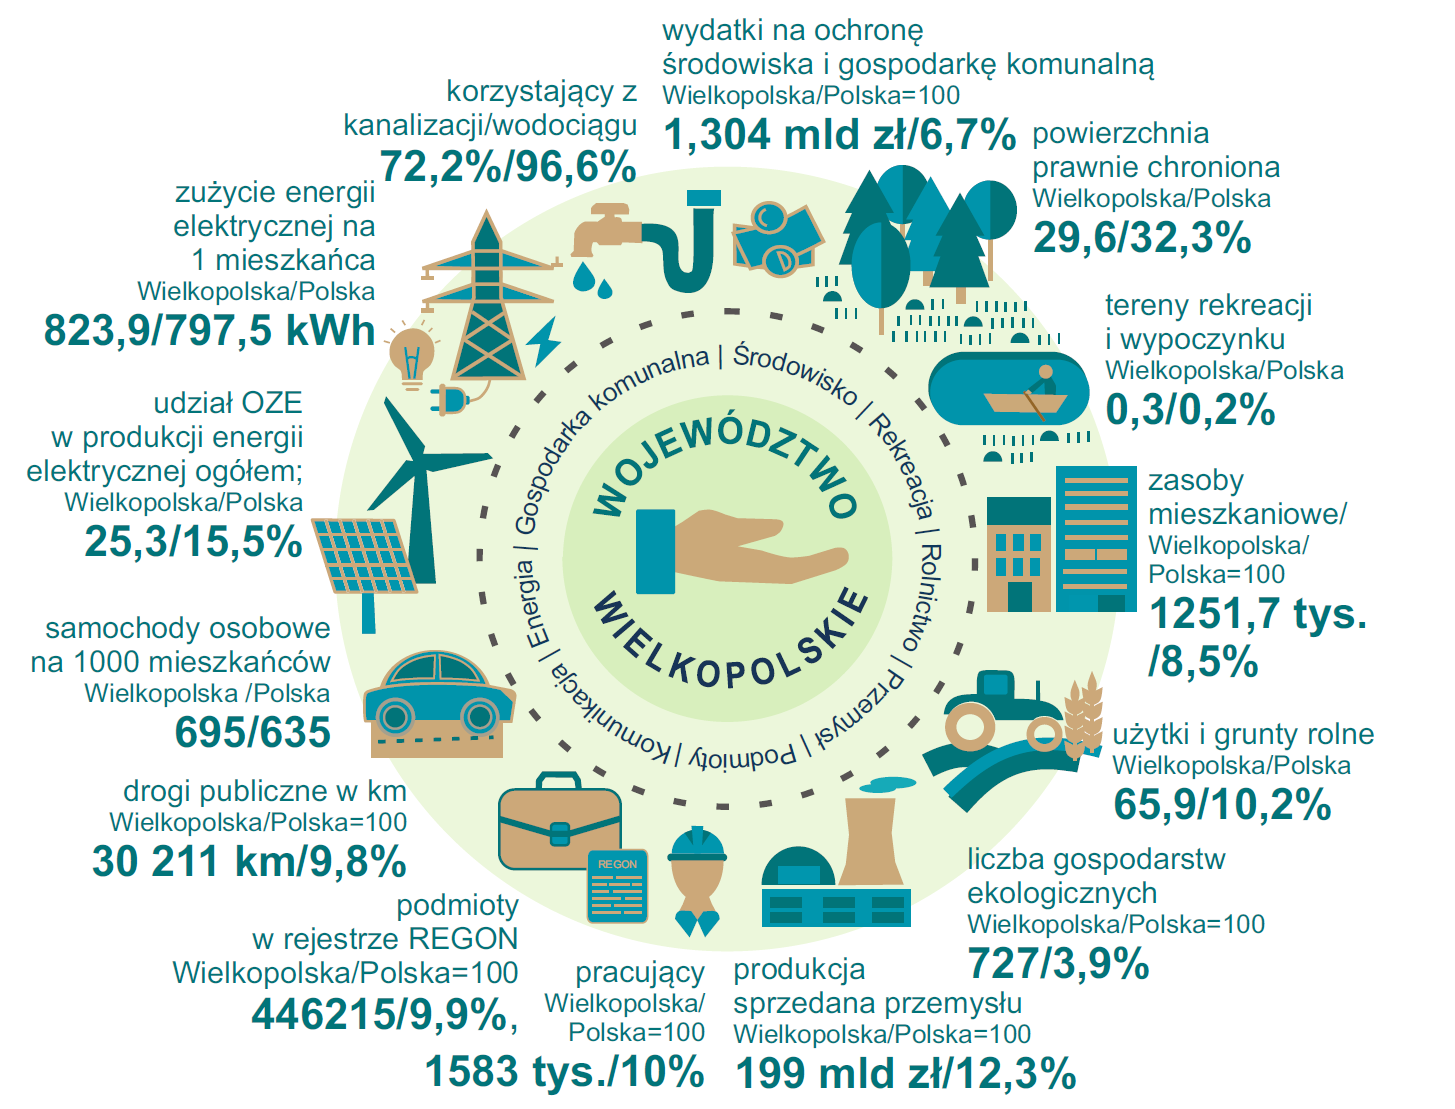 wydatki na ochronę
środowiska i gospodarkę komunalną
Wielkopolska/Polska=100
1,304 mld zł/6,7%
powierzchnia
prawnie chroniona
Wielkopolska/Polska
29,6/32,3%
tereny rekreacji
i wypoczynku
Wielkopolska/Polska
0,3/0,2%
zasoby
mieszkaniowe/
Wielkopolska/
Polska=100
1251,7 tys.
/8,5%
użytki i grunty rolne
Wielkopolska/Polska
65,9/10,2%
liczba gospodarstw
ekologicznych
Wielkopolska/Polska=100
727/3,9%
produkcja
sprzedana przemysłu
Wielkopolska/Polska=100
199 mld zł/12,3%
pracujący
Wielkopolska/
Polska=100
1583 tys./10%
podmioty
w rejestrze REGON
Wielkopolska/Polska=100
446215/9,9%,
drogi publiczne w km
Wielkopolska/Polska=100
30 211 km/9,8%
samochody osobowe
na 1000 mieszkańców
Wielkopolska /Polska
695/635
udział OZE
w produkcji energii
elektrycznej ogółem;
Wielkopolska/Polska
25,3/15,5%
zużycie energii
elektrycznej na
1 mieszkańca
Wielkopolska/Polska
823,9/797,5 kWh
korzystający z
kanalizacji/wodociągu
72,2%/96,6%
Środowisko || Rekreacja | Rolnictwo | Przemysł | Podmioty | Komunikacja | Energia | Gospodarka komunalna |
WOJEWÓDZTWO
WIELKOPOLSKIE
REGON